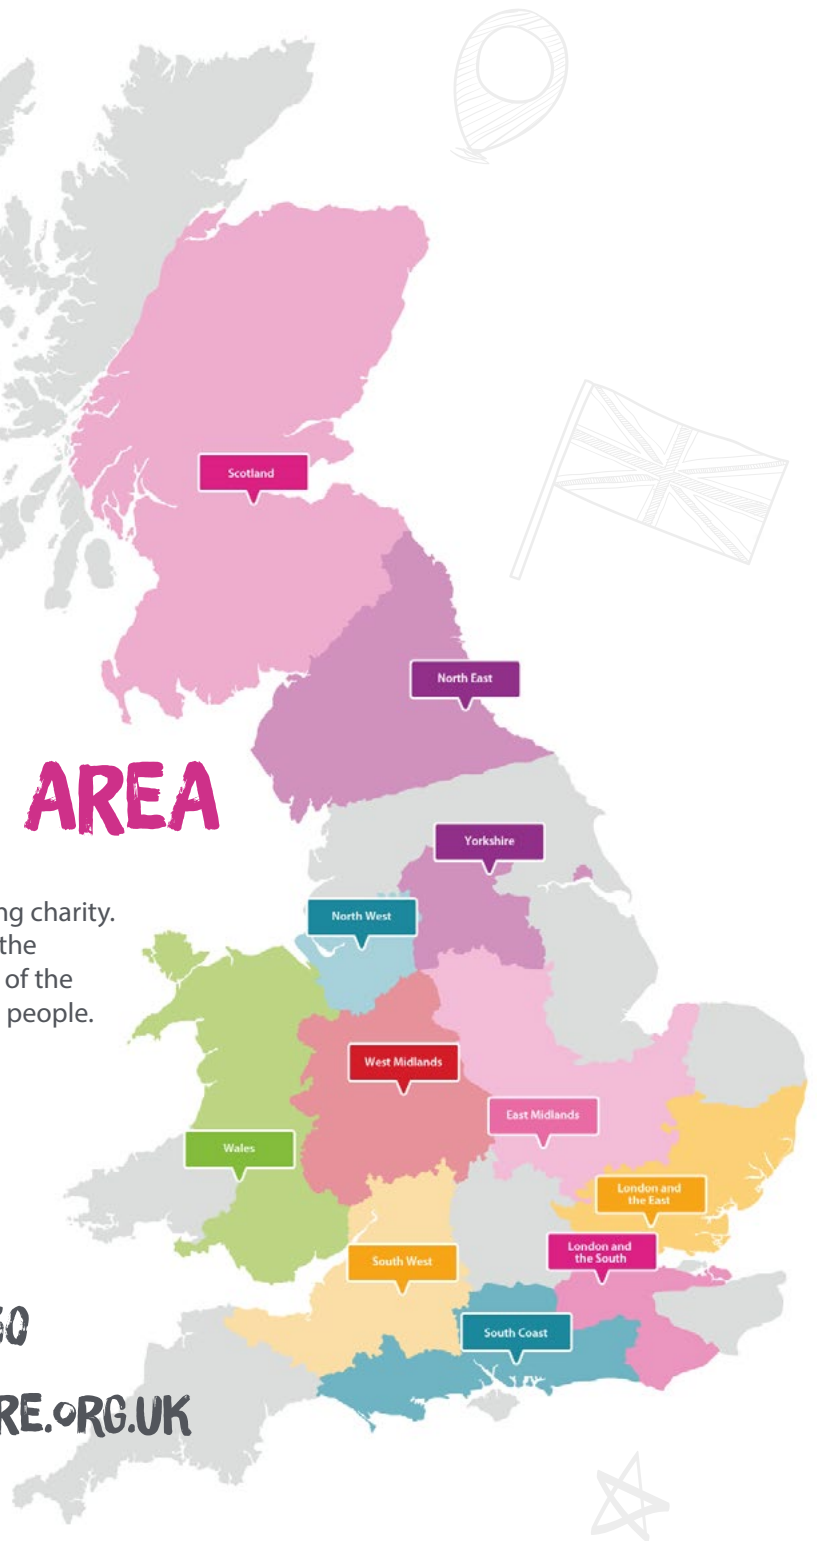 Scotland
North East
AREA
Yorkshire
ng charity.
North West
the
of the
people.
West Midlands
East Midlands
Wales
London and
the East
London and
the South
South West
South Coast
RE.ORG.UK